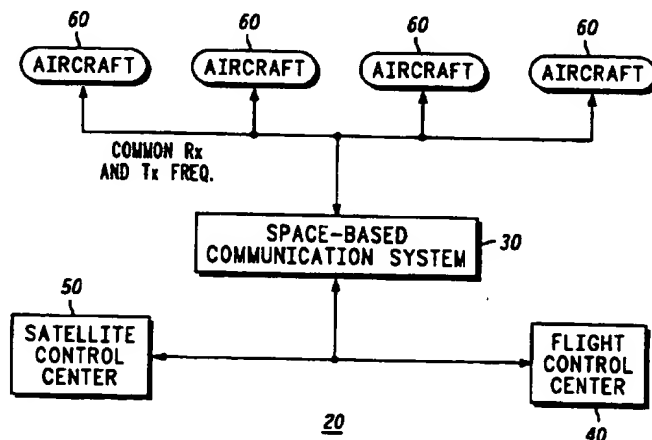 60 60 60 60
AIRCRAFT AIRCRAFT AIRCRAFT AIRCRAFT
COMMON Rx
AND Tx FREQ.
SPACE-BASED
COMMUNICATION SYSTEM
30
50
SATELLITE
CONTROL
CENTER
FLIGHT
CONTROL
CENTER
20
40